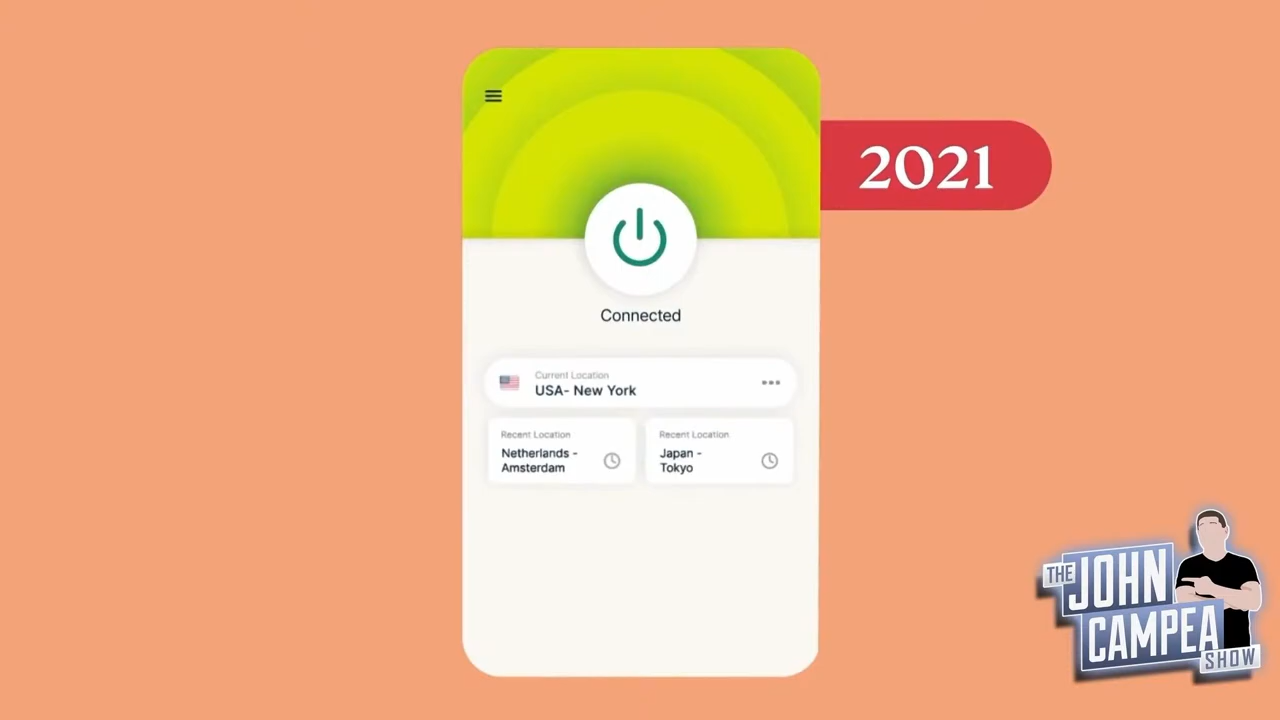 2021
Connected
Current Location
USA- New York
Recent Location
Netherlands -
Amsterdam
Recent Location
Japan -
Tokyo
THE
JOHN
CAMPEA
SHOW